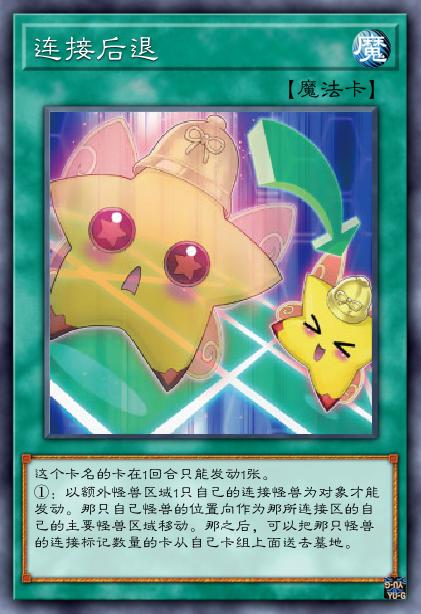 连接后退
魔
【魔法卡】
这个卡名的卡在1回合只能发动1张。
①：以额外怪兽区域1只自己的连接怪兽为对象才能
发动。那只自己怪兽的位置向作为那所连接区的自
己的主要怪兽区域移动。那之后，可以把那只怪兽
的连接标记数量的卡从自己卡组上面送去墓地。
YU-G